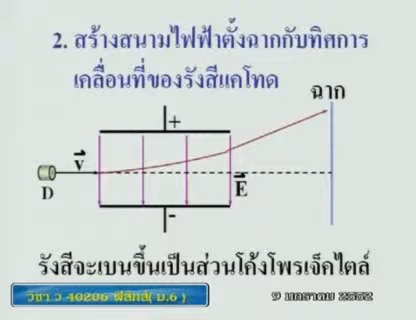 2. สร้างสนามไฟฟ้าตั้งฉากกับทิศการ
เคลื่อนที่ของรังสีแคโทด
ฉาก
+
v
D
E
-
รังสีจะเบนขึ้นเป็นส่วนโค้งโพรเจ็คไตล์
วิชา ว 40206 ฟิสิกส์( ม.6 )
9 มกราคม 2552